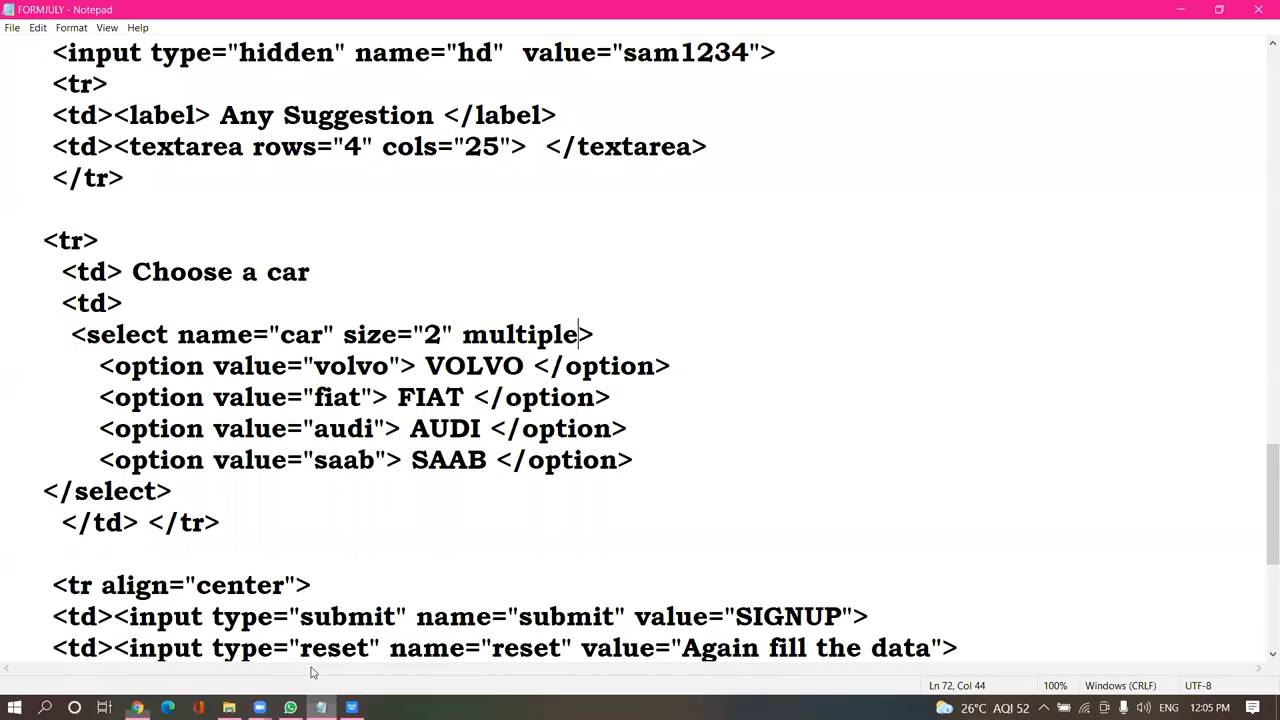 FORMJULY - Notepad
File Edit Format View Help
<input type="hidden" name="hd"  value="sam1234">
<tr>
<td><label> Any Suggestion </label>
<td><textarea rows="4" cols="25">  </textarea>
</tr>
<tr>
<td> Choose a car
<td>
<select name="car" size="2" multiple>
<option value="volvo"> VOLVO </option>
<option value="fiat"> FIAT </option>
<option value="audi"> AUDI </option>
<option value="saab"> SAAB </option>
</select>
</td> </tr>
<tr align="center">
<td><input type="submit" name="submit" value="SIGNUP">
<td><input type="reset" name="reset" value="Again fill the data">
Ln 72, Col 44 100% Windows (CRLF) UTF-8
26°C AQI 52 12:05 PM